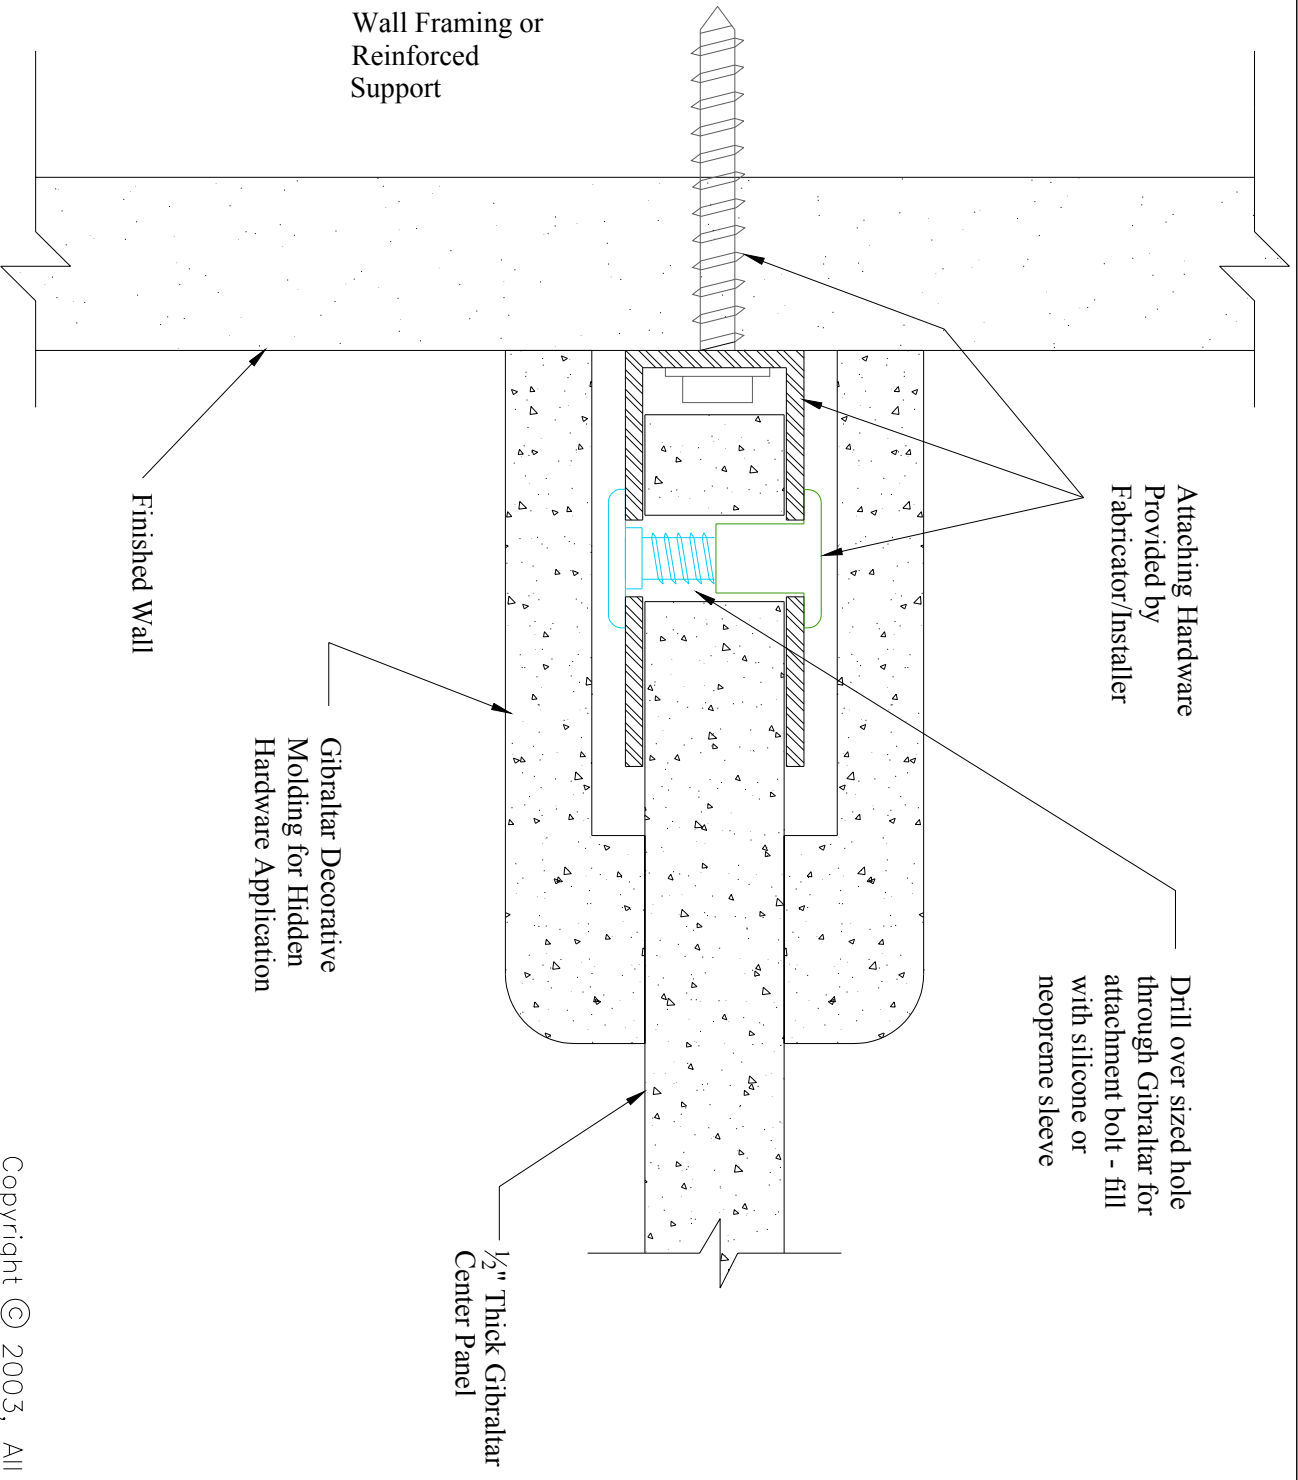 Wall Framing or
Reinforced
Support
Attaching Hardware
Provided by
Fabricator/Installer
Drill over sized hole
through Gibraltar for
attachment bolt - fill
with silicone or
neopreme sleeve
Finished Wall
Gibraltar Decorative
Molding for Hidden
Hardware Application
½" Thick Gibraltar
Center Panel
Copyright © 2003, All